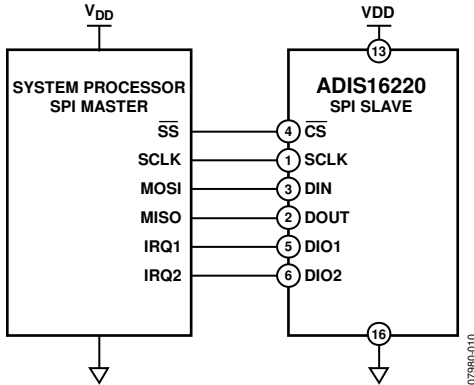 VDD
SYSTEM PROCESSOR
SPI MASTER
SS
SCLK
MOSI
MISO
IRQ1
IRQ2
VDD
13
ADIS16220
SPI SLAVE
4 CS
1 SCLK
3 DIN
2 DOUT
5 DIO1
6 DIO2
16
07980-010